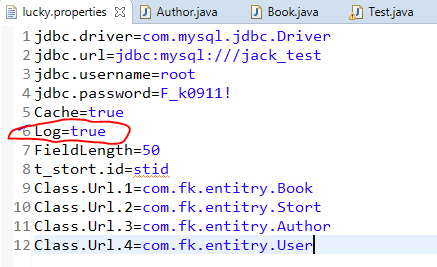 lucky.properties
Author.java
Book.java
Test.java
1 jdbc.driver=com.mysql.jdbc.Driver
2 jdbc.url=jdbc:mysql:///jack_test
3 jdbc.username=root
4 jdbc.password=F_k0911!
5 Cache=true
6 Log=true
7 FieldLength=50
8 t_stort.id=stid
9 Class.Url.1=com.fk.entitry.Book
10 Class.Url.2=com.fk.entitry.Stort
11 Class.Url.3=com.fk.entitry.Author
12 Class.Url.4=com.fk.entitry.User